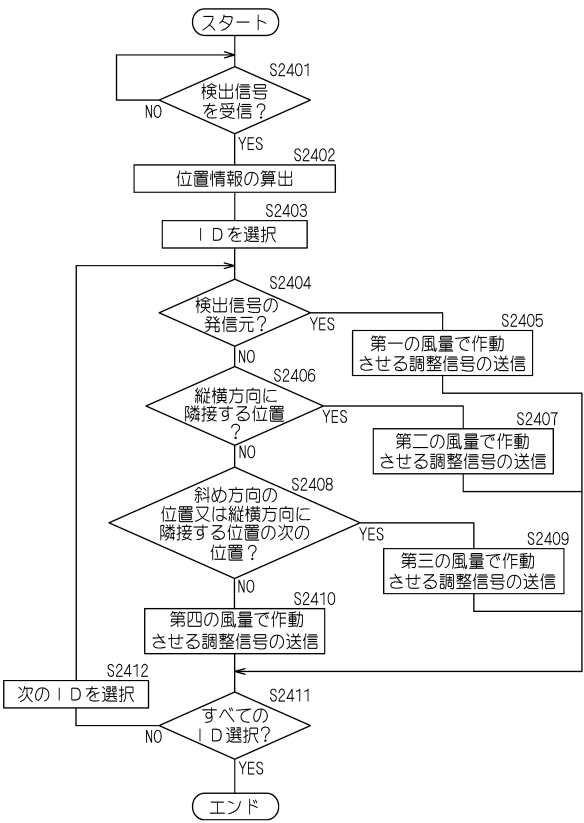 スタート
S2401
検出信号
を受信？
NO
YES
S2402
位置情報の算出
S2403
ＩＤを選択
S2404
検出信号の
発信元？
YES
NO
S2405
第一の風量で作動
させる調整信号の送信
S2406
縦横方向に
隣接する位置
？
YES
NO
S2407
第二の風量で作動
させる調整信号の送信
S2408
斜め方向の
位置又は縦横方向に
隣接する位置の次の
位置？
YES
NO
S2409
第三の風量で作動
させる調整信号の送信
S2410
第四の風量で作動
させる調整信号の送信
S2412
次のＩＤを選択
S2411
すべての
ＩＤ選択？
NO
YES
エンド